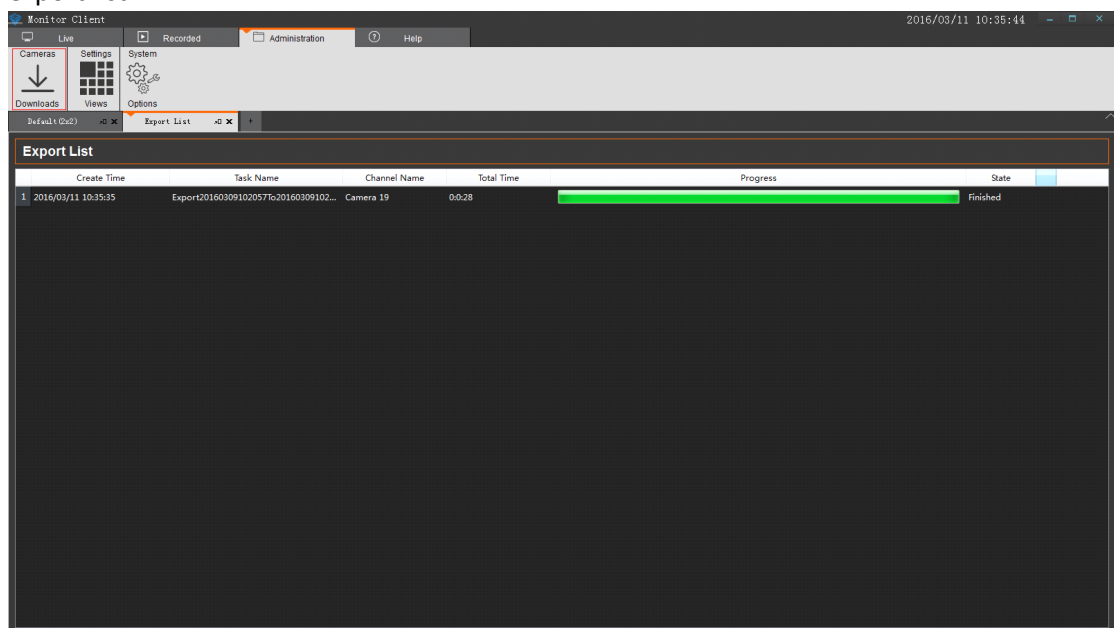 Monitor Client 2016/03/11 10:35:44
Live Recorded Administration Help
Cameras Settings System
Downloads Views Options
Default(2x2) Export List +
Export List
Create Time Task Name Channel Name Total Time Progress State
1 2016/03/11 10:35:35 Export20160309102057To20160309102... Camera 19 0:0:28 Finished